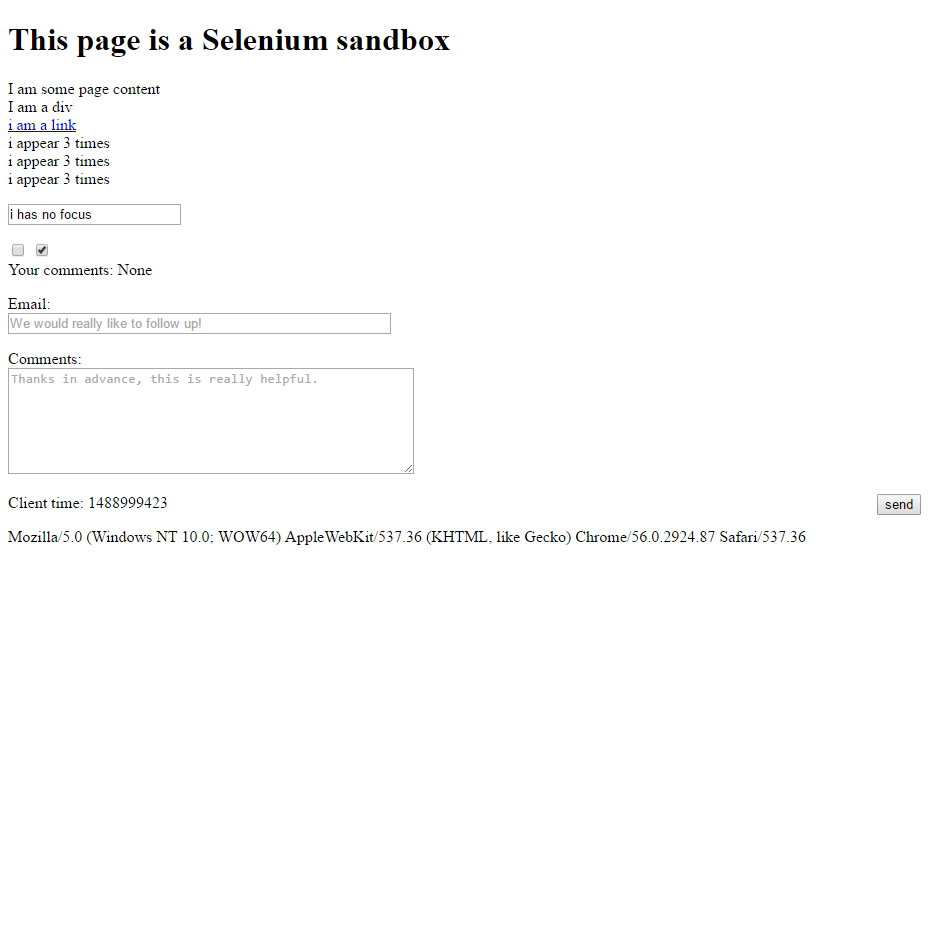 This page is a Selenium sandbox
I am some page content
I am a div
i am a link
i appear 3 times
i appear 3 times
i appear 3 times
i has no focus
Your comments: None
Email:
We would really like to follow up!
Comments:
Thanks in advance, this is really helpful.
Client time: 1488999423 send
Mozilla/5.0 (Windows NT 10.0; WOW64) AppleWebKit/537.36 (KHTML, like Gecko) Chrome/56.0.2924.87 Safari/537.36